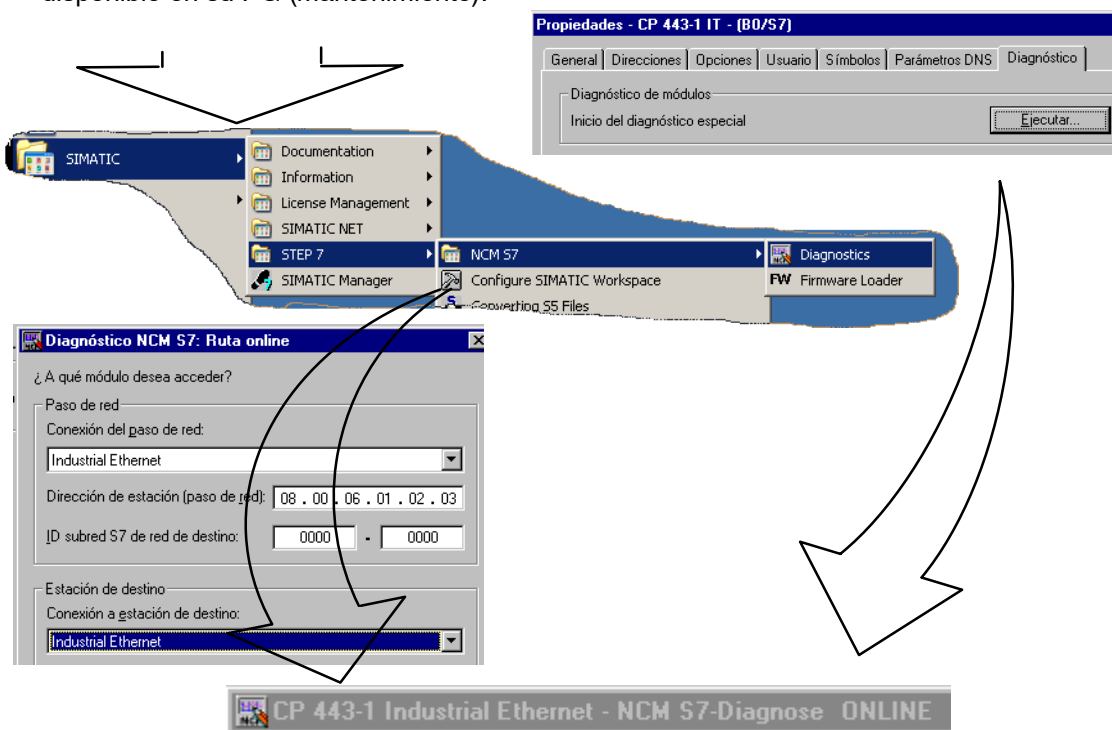 disponible en su PG (mantenimiento).
Propiedades - CP 443-1 IT - (B0/S7)
General Direcciones Opciones Usuario Símbolos Parámetros DNS Diagnóstico
Diagnóstico de módulos
Inicio del diagnóstico especial Ejecutar...
SIMATIC
Documentation
Information
License Management
SIMATIC NET
STEP 7
SIMATIC Manager
NCM S7
Configure SIMATIC Workspace
Converting S5 Files
Diagnostics
FW Firmware Loader
Diagnóstico NCM S7: Ruta online
¿ A qué módulo desea acceder?
Paso de red
Conexión del paso de red:
Industrial Ethernet
Dirección de estación (paso de red): 08 . 00 . 06 . 01 . 02 . 03
ID subred S7 de red de destino: 0000 - 0000
Estación de destino
Conexión a estación de destino:
Industrial Ethernet
CP 443-1 Industrial Ethernet - NCM S7-Diagnose ONLINE